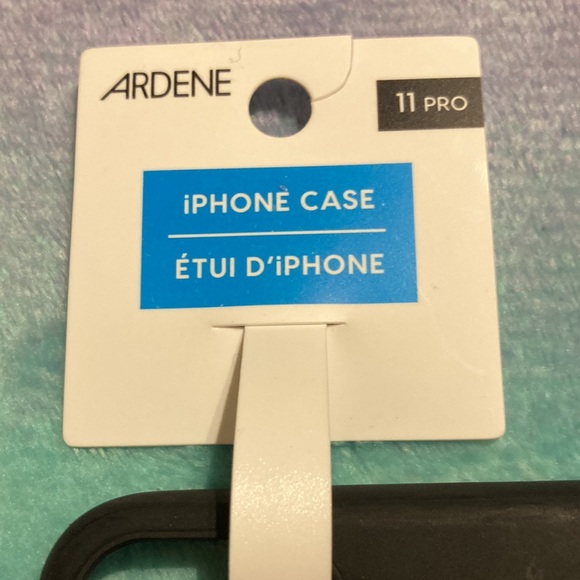 ARDENE
11 PRO
iPHONE CASE
ÉTUI D'iPHONE